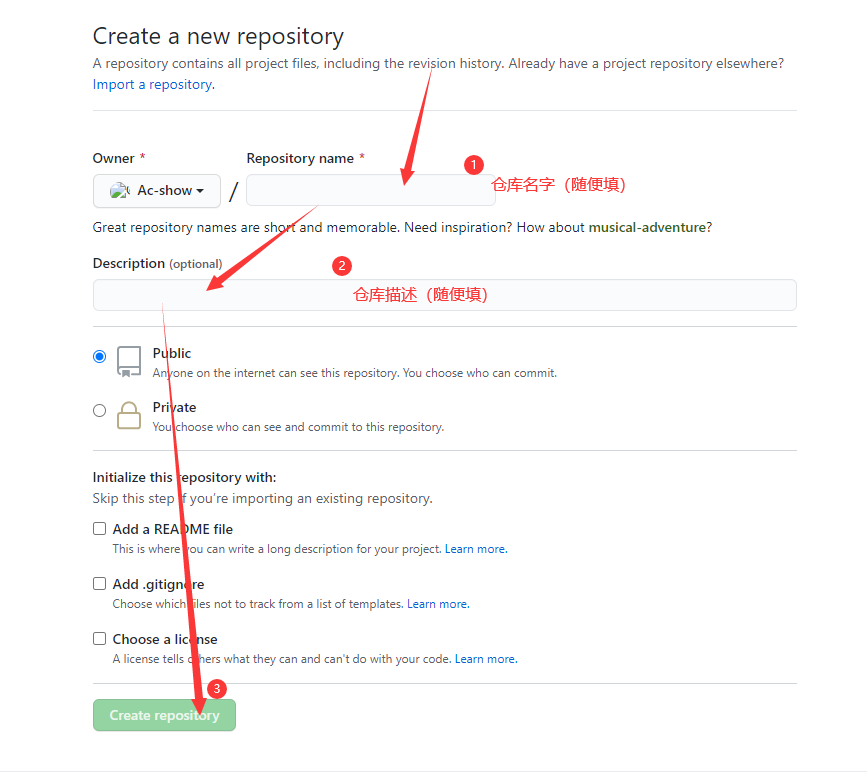 Create a new repository
A repository contains all project files, including the revision history. Already have a project repository elsewhere?
Import a repository.
Owner *
Repository name *
1
Ac-show
/
仓库名字（随便填）
Great repository names are short and memorable. Need inspiration? How about musical-adventure?
Description (optional)
2
仓库描述（随便填）
Public
Anyone on the internet can see this repository. You choose who can commit.
Private
You choose who can see and commit to this repository.
Initialize this repository with:
Skip this step if you're importing an existing repository.
Add a README file
This is where you can write a long description for your project. Learn more.
Add .gitignore
Choose which files not to track from a list of templates. Learn more.
Choose a license
A license tells others what they can and can't do with your code. Learn more.
3
Create repository